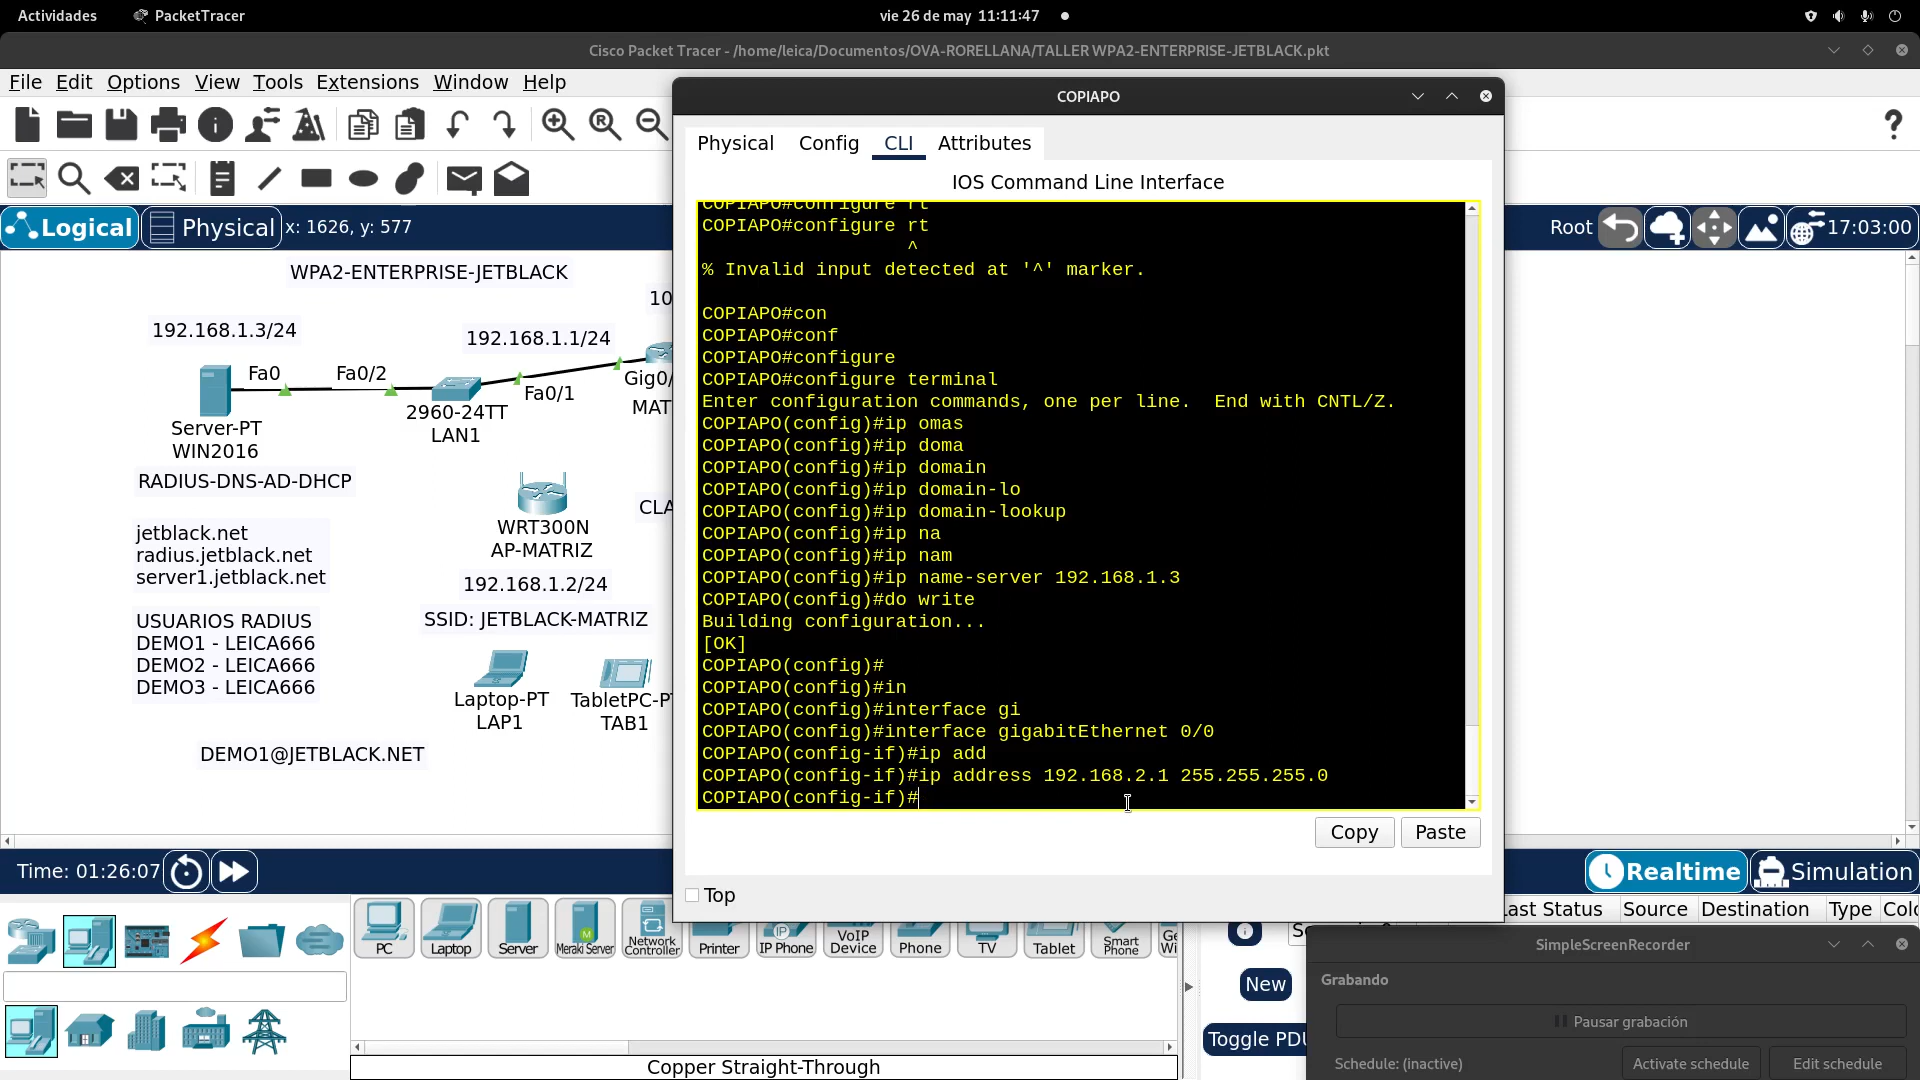 Actividades
PacketTracer
vie 26 de may 11:11:47
Cisco Packet Tracer - /home/leica/Documentos/OVA-RORELLANA/TALLER WPA2-ENTERPRISE-JETBLACK.pkt
File Edit Options View Tools Extensions Window Help
Logical
Physical
x: 1626, y: 577
Root
17:03:00
WPA2-ENTERPRISE-JETBLACK
10
192.168.1.3/24
192.168.1.1/24
Fa0
Fa0/2
Fa0/1
Gig0/
MAT
2960-24TT
LAN1
Server-PT
WIN2016
RADIUS-DNS-AD-DHCP
CLA
jetblack.net
radius.jetblack.net
server1.jetblack.net
WRT300N
AP-MATRIZ
192.168.1.2/24
SSID: JETBLACK-MATRIZ
USUARIOS RADIUS
DEMO1 - LEICA666
DEMO2 - LEICA666
DEMO3 - LEICA666
Laptop-PT
LAP1
TabletPC-P
TAB1
DEMO1@JETBLACK.NET
COPIAPO
Physical Config CLI Attributes
IOS Command Line Interface
COPIAPO#configure rt
COPIAPO#configure rt
^
% Invalid input detected at '^' marker.
COPIAPO#con
COPIAPO#conf
COPIAPO#configure
COPIAPO#configure terminal
Enter configuration commands, one per line. End with CNTL/Z.
COPIAPO(config)#ip omas
COPIAPO(config)#ip doma
COPIAPO(config)#ip domain
COPIAPO(config)#ip domain-lo
COPIAPO(config)#ip domain-lookup
COPIAPO(config)#ip na
COPIAPO(config)#ip nam
COPIAPO(config)#ip name-server 192.168.1.3
COPIAPO(config)#do write
Building configuration...
[OK]
COPIAPO(config)#
COPIAPO(config)#in
COPIAPO(config)#interface gi
COPIAPO(config)#interface gigabitEthernet 0/0
COPIAPO(config-if)#ip add
COPIAPO(config-if)#ip address 192.168.2.1 255.255.255.0
COPIAPO(config-if)#
Copy
Paste
Top
Time: 01:26:07
Realtime
Simulation
PC
Laptop
Server
Meraki Server
Network Controller
Printer
IP Phone
VoIP Device
Phone
TV
Tablet
Smart Phone
New
Toggle PDU
Last Status Source Destination Type Colo
Copper Straight-Through
SimpleScreenRecorder
Grabando
Pausar grabación
Schedule: (inactive)
Activate schedule
Edit schedule